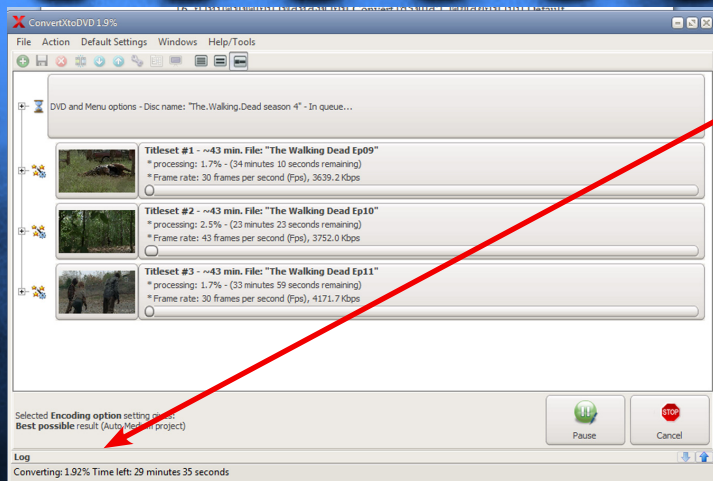 ConvertXtoDVD 1.9%
File Action Default Settings Windows Help/Tools
DVD and Menu options - Disc name: "The.Walking.Dead season 4" - In queue...
Titleset #1 - ~43 min. File: "The Walking Dead Ep09"
* processing: 1.7% - (34 minutes 10 seconds remaining)
* Frame rate: 30 frames per second (Fps), 3639.2 Kbps
Titleset #2 - ~43 min. File: "The Walking Dead Ep10"
* processing: 2.5% - (23 minutes 23 seconds remaining)
* Frame rate: 43 frames per second (Fps), 3752.0 Kbps
Titleset #3 - ~43 min. File: "The Walking Dead Ep11"
* processing: 1.7% - (33 minutes 59 seconds remaining)
* Frame rate: 30 frames per second (Fps), 4171.7 Kbps
Selected Encoding option setting gives:
Best possible result (Auto Medium project)
Pause
STOP
Cancel
Log
Converting: 1.92% Time left: 29 minutes 35 seconds